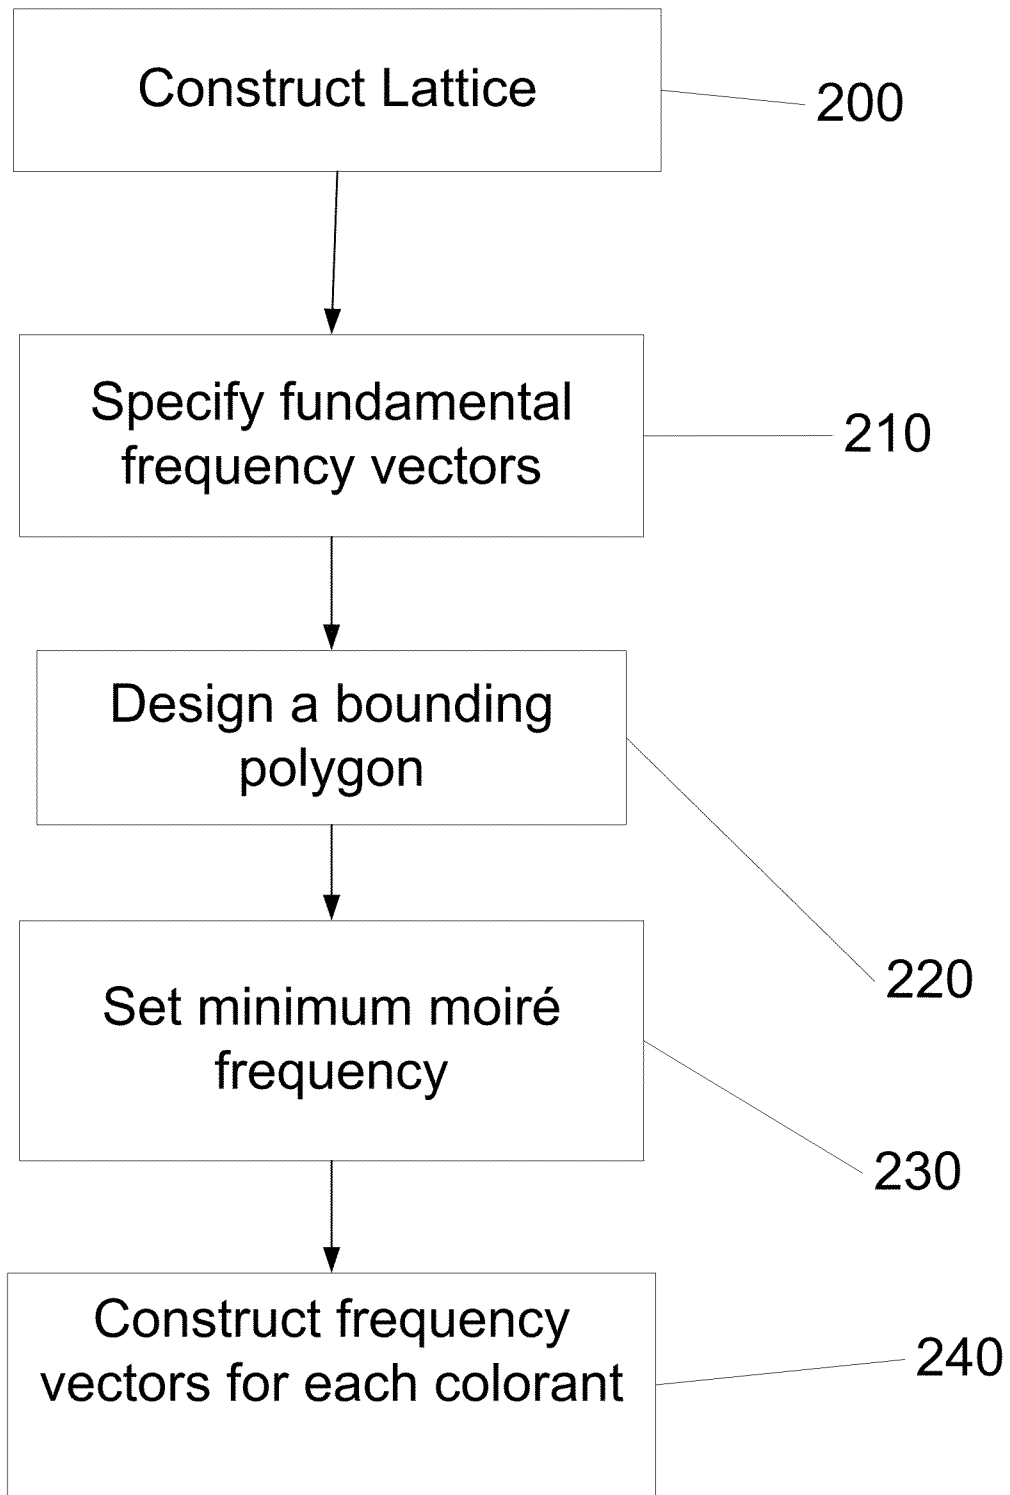 Construct Lattice
200
Specify fundamental
frequency vectors
210
Design a bounding
polygon
220
Set minimum moiré
frequency
230
Construct frequency
vectors for each colorant
240